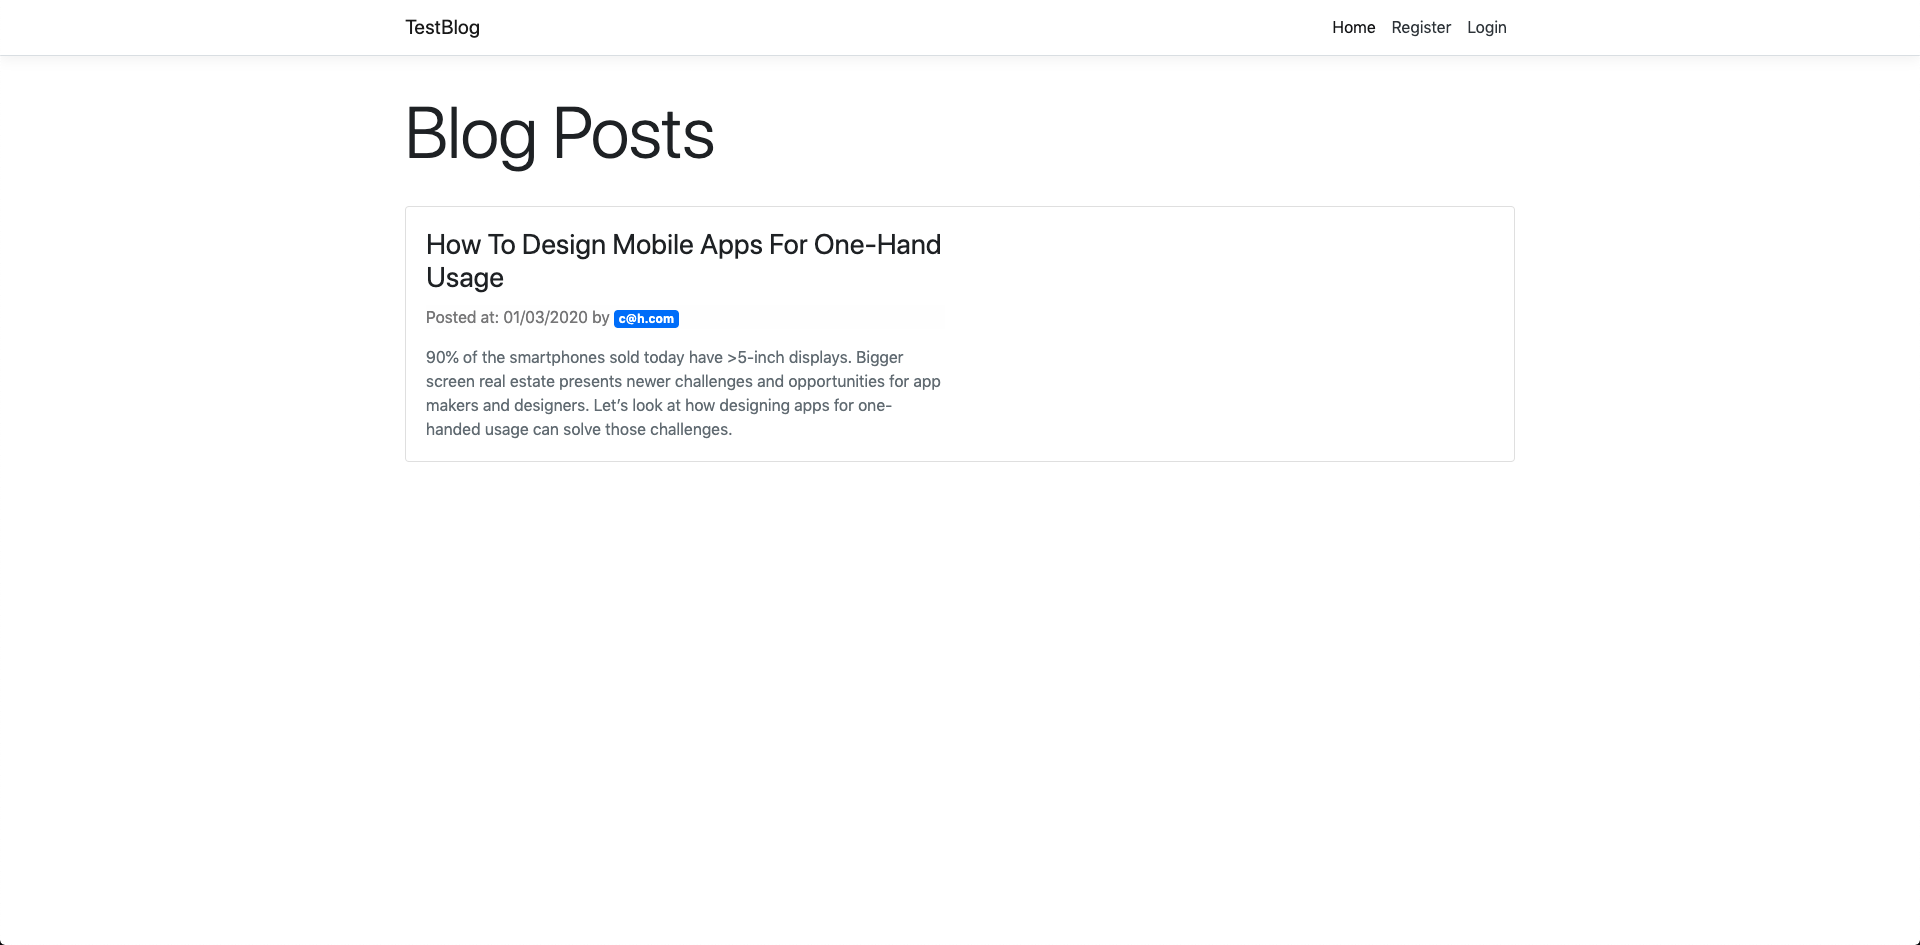 TestBlog
Home Register Login
Blog Posts
How To Design Mobile Apps For One-Hand
Usage
Posted at: 01/03/2020 by c@h.com
90% of the smartphones sold today have >5-inch displays. Bigger
screen real estate presents newer challenges and opportunities for app
makers and designers. Let’s look at how designing apps for one-
handed usage can solve those challenges.